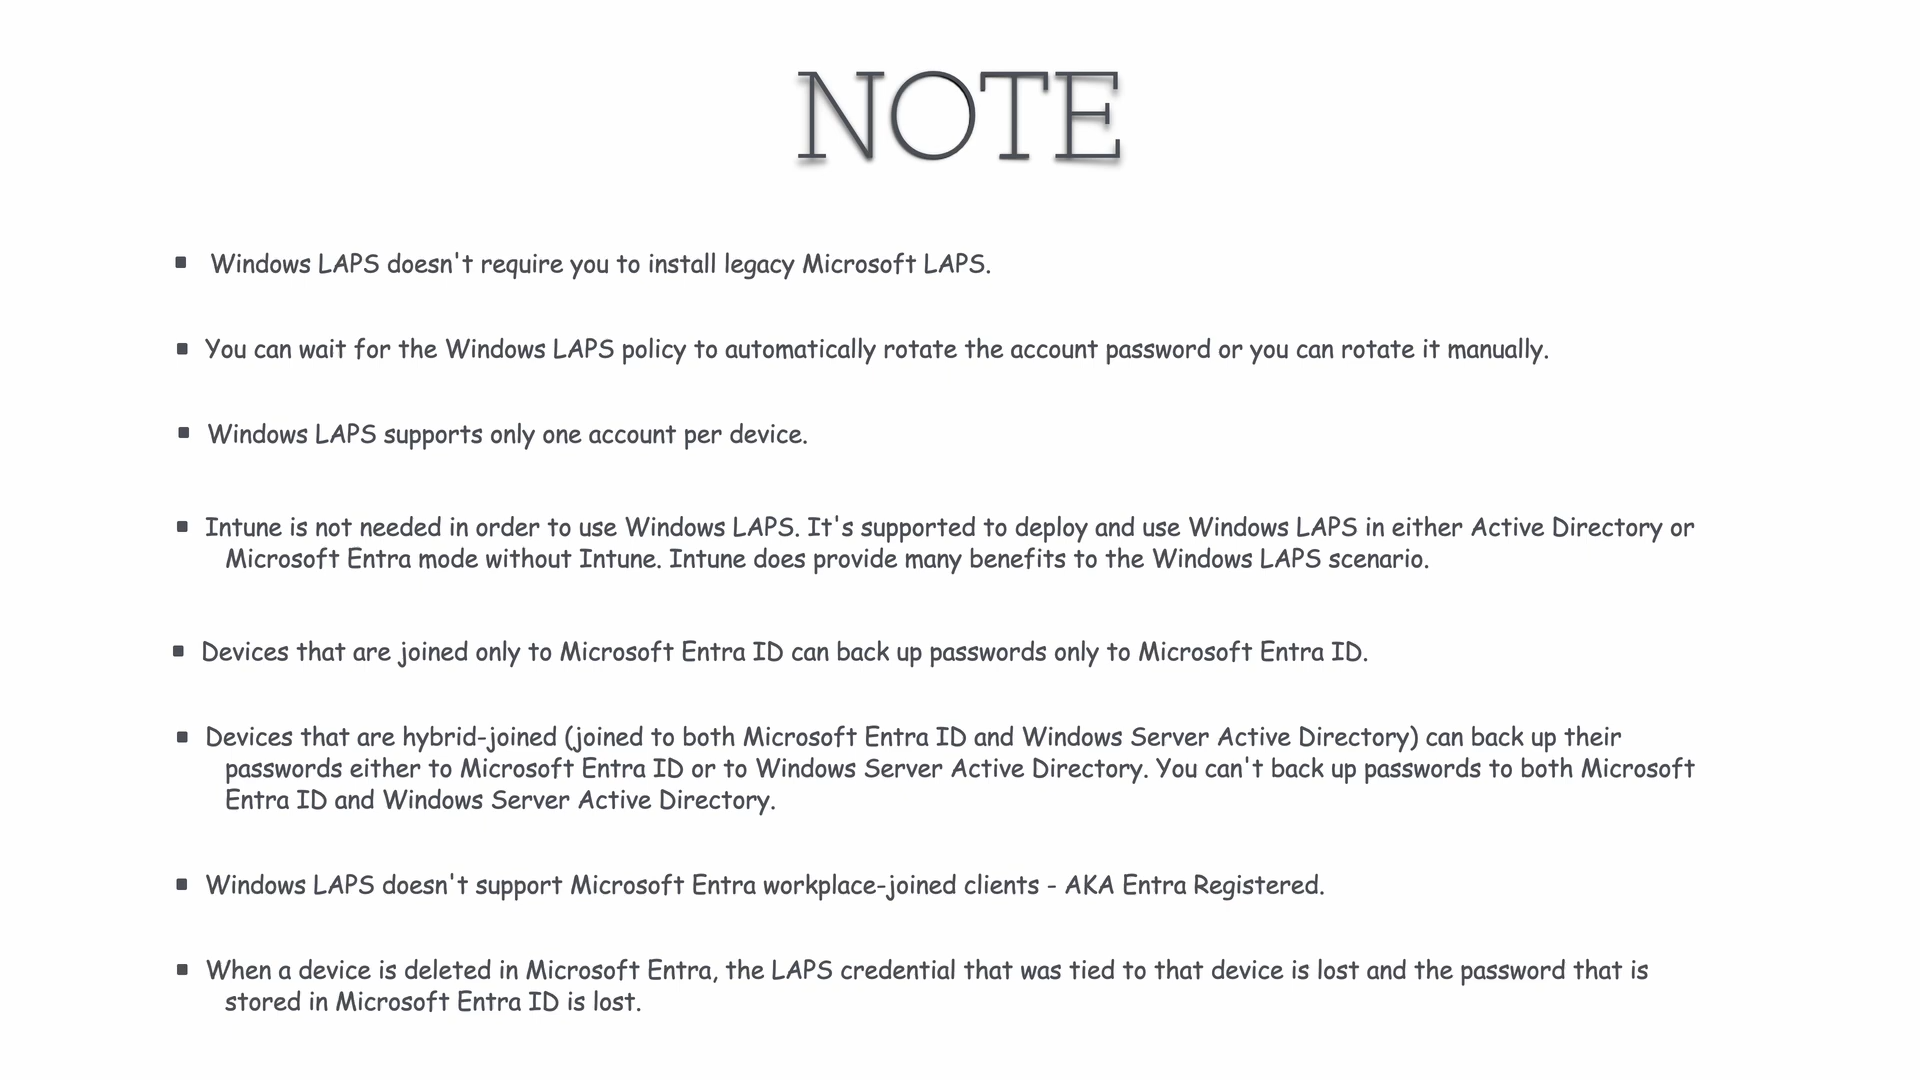 NOTE
▪ Windows LAPS doesn't require you to install legacy Microsoft LAPS.
▪ You can wait for the Windows LAPS policy to automatically rotate the account password or you can rotate it manually.
▪ Windows LAPS supports only one account per device.
▪ Intune is not needed in order to use Windows LAPS. It's supported to deploy and use Windows LAPS in either Active Directory or
Microsoft Entra mode without Intune. Intune does provide many benefits to the Windows LAPS scenario.
▪ Devices that are joined only to Microsoft Entra ID can back up passwords only to Microsoft Entra ID.
▪ Devices that are hybrid-joined (joined to both Microsoft Entra ID and Windows Server Active Directory) can back up their
passwords either to Microsoft Entra ID or to Windows Server Active Directory. You can't back up passwords to both Microsoft
Entra ID and Windows Server Active Directory.
▪ Windows LAPS doesn't support Microsoft Entra workplace-joined clients - AKA Entra Registered.
▪ When a device is deleted in Microsoft Entra, the LAPS credential that was tied to that device is lost and the password that is
stored in Microsoft Entra ID is lost.